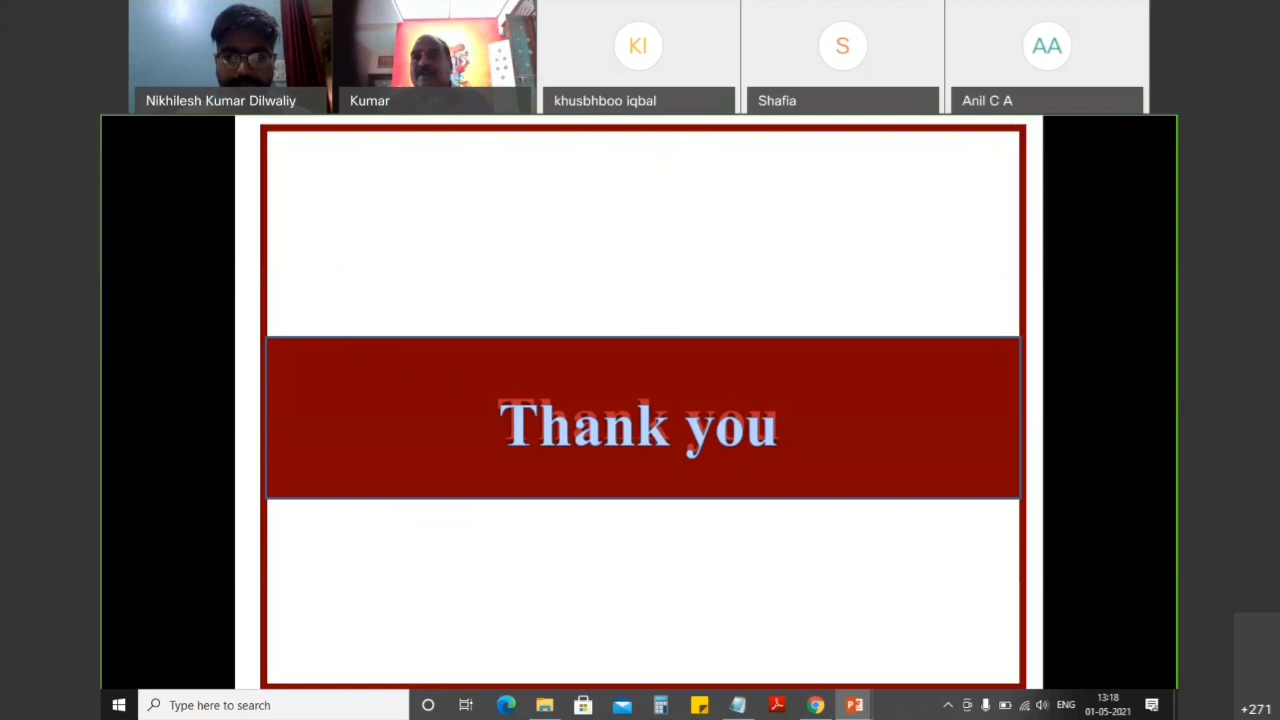 KI
S
AA
Nikhilesh Kumar Dilwaliy
Kumar
khusbhboo iqbal
Shafia
Anil C A
Thank you
Type here to search
ENG
13:18
01-05-2021
+271